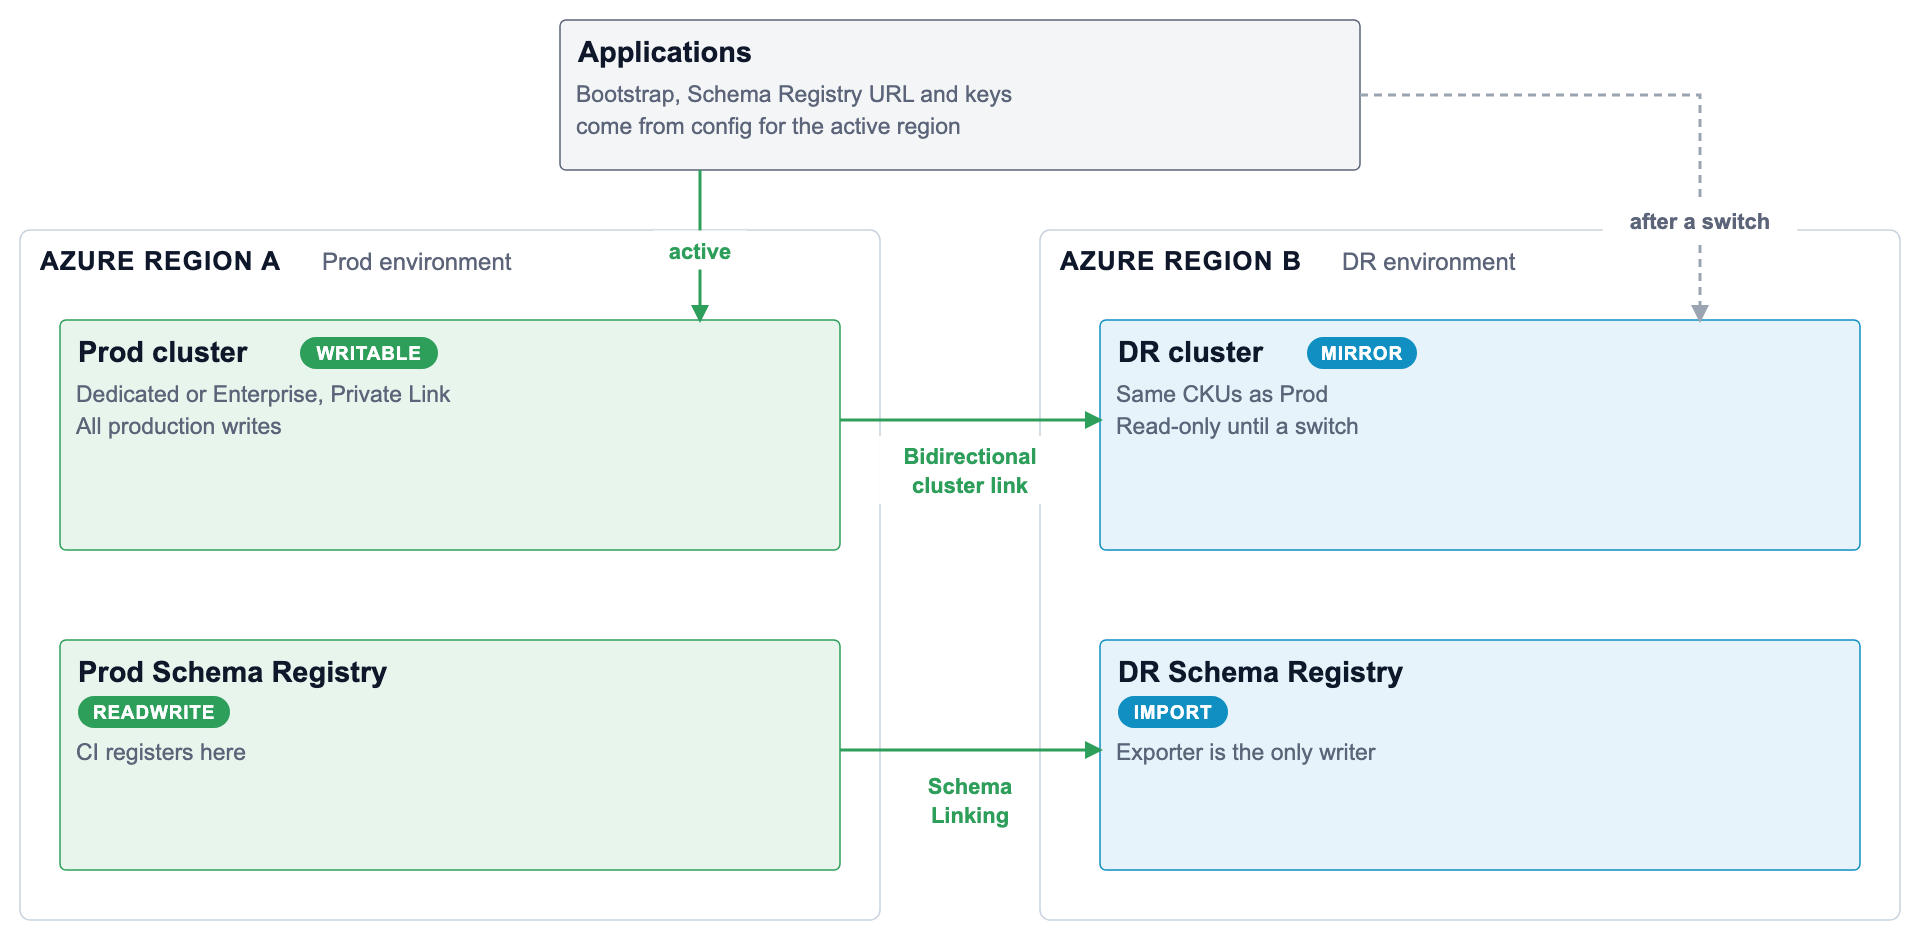 Applications
Bootstrap, Schema Registry URL and keys
come from config for the active region
after a switch
active
AZURE REGION A Prod environment
AZURE REGION B DR environment
Prod cluster WRITABLE
Dedicated or Enterprise, Private Link
All production writes
Bidirectional
cluster link
DR cluster MIRROR
Same CKUs as Prod
Read-only until a switch
Prod Schema Registry
READWRITE
CI registers here
Schema
Linking
DR Schema Registry
IMPORT
Exporter is the only writer